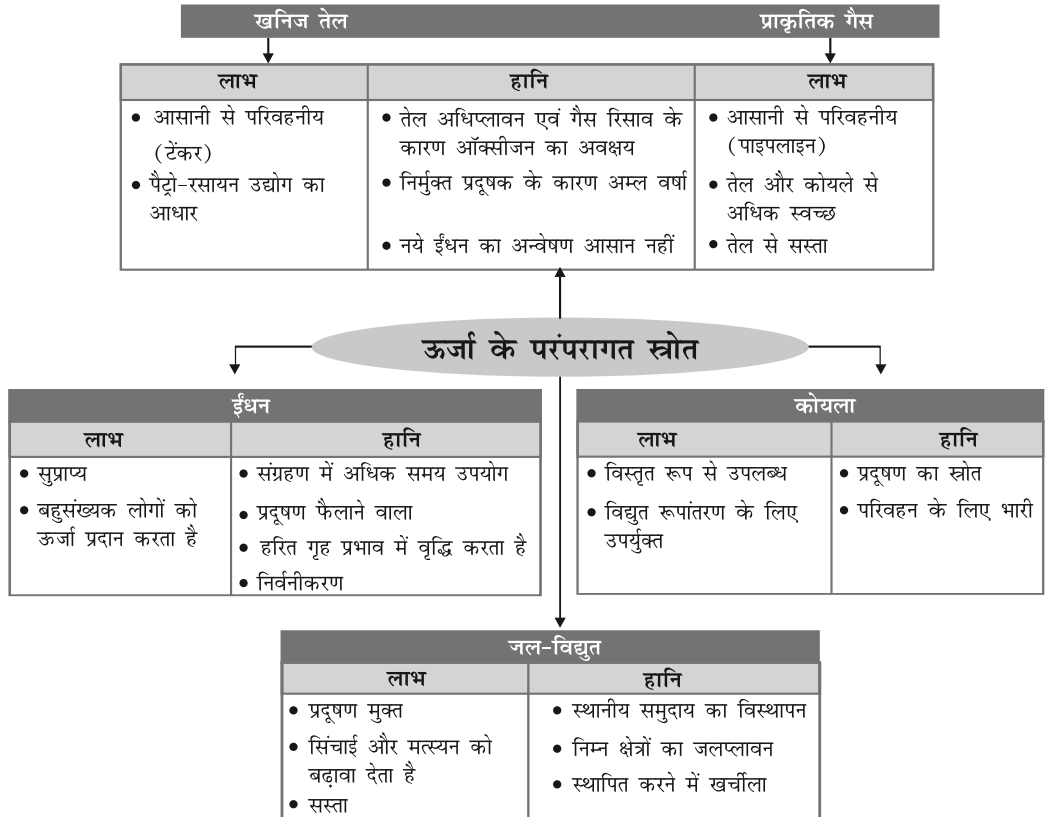 खनिज तेल
प्राकृतिक गैस
लाभ
• आसानी से परिवहनीय
(टेंकर)
• पैट्रो-रसायन उद्योग का
आधार
हानि
• तेल अधिप्लावन एवं गैस रिसाव के
कारण ऑक्सीजन का अवक्षय
• निर्मुक्त प्रदूषक के कारण अम्ल वर्षा
• नये ईंधन का अन्वेषण आसान नहीं
लाभ
• आसानी से परिवहनीय
(पाइपलाइन)
• तेल और कोयले से
अधिक स्वच्छ
• तेल से सस्ता
ऊर्जा के परंपरागत स्त्रोत
ईंधन
लाभ
• सुप्राप्य
• बहुसंख्यक लोगों को
ऊर्जा प्रदान करता है
हानि
• संग्रहण में अधिक समय उपयोग
• प्रदूषण फैलाने वाला
• हरित गृह प्रभाव में वृद्धि करता है
• निर्वनीकरण
कोयला
लाभ
• विस्तृत रूप से उपलब्ध
• विद्युत रूपांतरण के लिए
उपर्युक्त
हानि
• प्रदूषण का स्रोत
• परिवहन के लिए भारी
जल-विद्युत
लाभ
• प्रदूषण मुक्त
• सिंचाई और मत्स्यन को
बढ़ावा देता है
• सस्ता
हानि
• स्थानीय समुदाय का विस्थापन
• निम्न क्षेत्रों का जलप्लावन
• स्थापित करने में खर्चीला